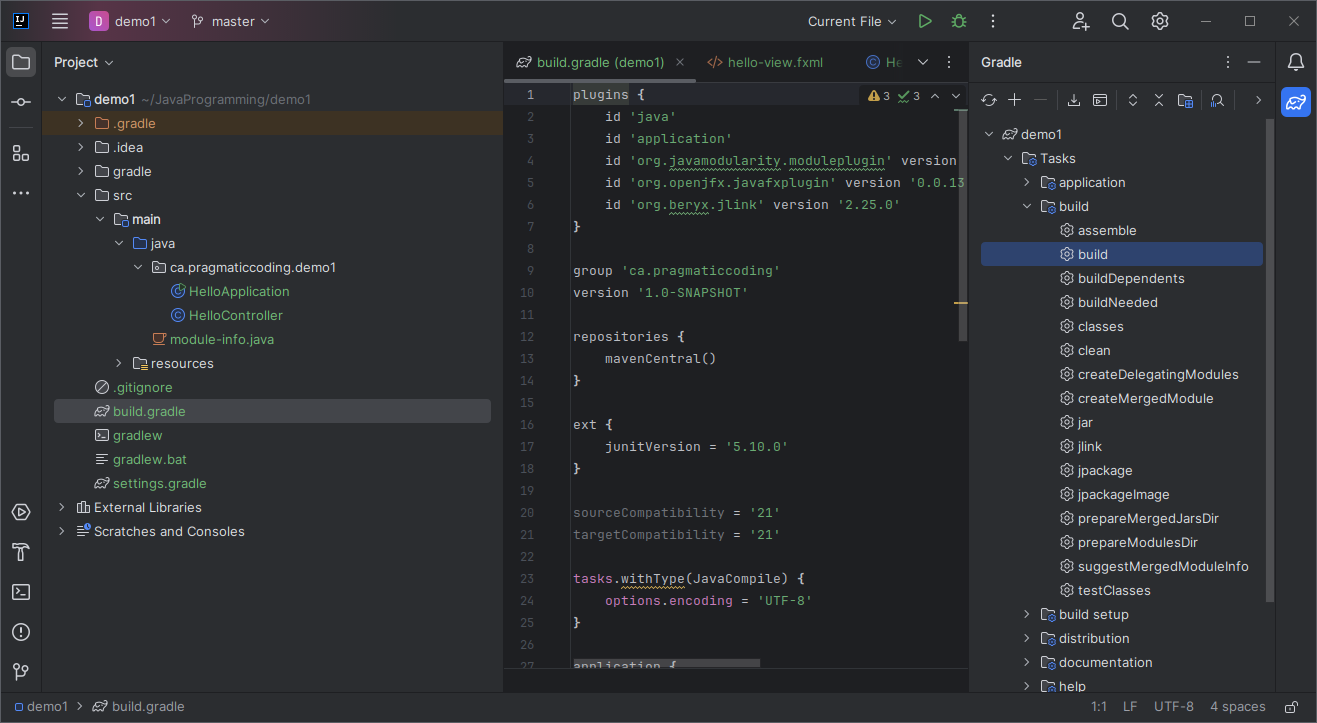 D demo1 master Current File
Project
demo1 ~/JavaProgramming/demo1
.gradle
.idea
gradle
src
main
java
ca.pragmaticcoding.demo1
HelloApplication
HelloController
module-info.java
resources
.gitignore
build.gradle
gradlew
gradlew.bat
settings.gradle
External Libraries
Scratches and Consoles
build.gradle (demo1) hello-view.fxml He
3 3
1 plugins {
2 id 'java'
3 id 'application'
4 id 'org.javamodularity.moduleplugin' version
5 id 'org.openjfx.javafxplugin' version '0.0.13
6 id 'org.beryx.jlink' version '2.25.0'
7 }
8
9 group 'ca.pragmaticcoding'
10 version '1.0-SNAPSHOT'
11
12 repositories {
13 mavenCentral()
14 }
15
16 ext {
17 junitVersion = '5.10.0'
18 }
19
20 sourceCompatibility = '21'
21 targetCompatibility = '21'
22
23 tasks.withType(JavaCompile) {
24 options.encoding = 'UTF-8'
25 }
26
27 application {
Gradle
demo1
Tasks
application
build
assemble
build
buildDependents
buildNeeded
classes
clean
createDelegatingModules
createMergedModule
jar
jlink
jpackage
jpackageImage
prepareMergedJarsDir
prepareModulesDir
suggestMergedModuleInfo
testClasses
build setup
distribution
documentation
help
demo1 build.gradle 1:1 LF UTF-8 4 spaces